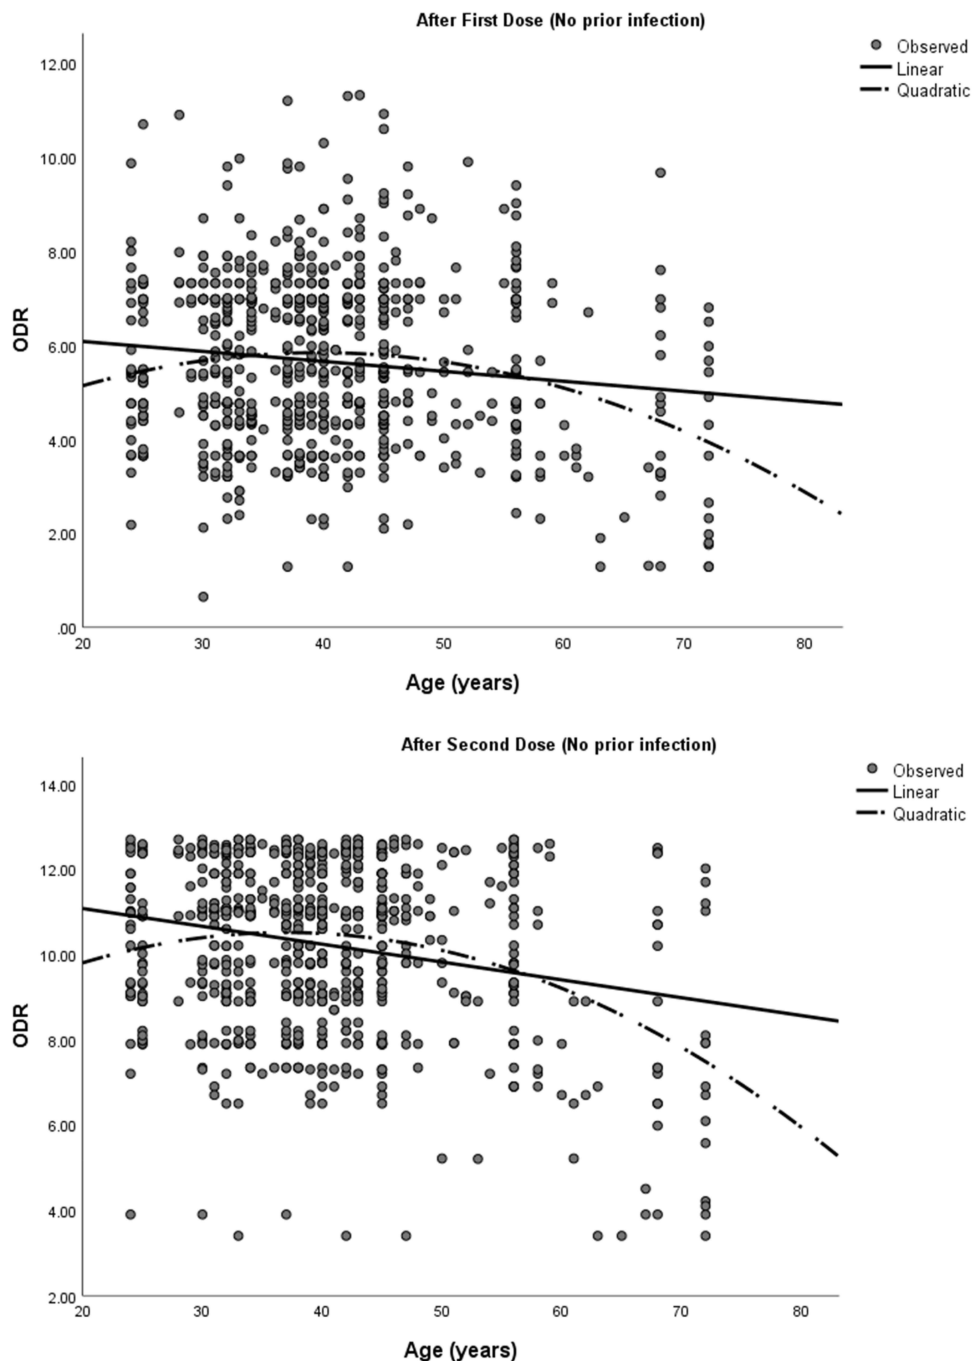 After First Dose (No prior infection)
Observed
Linear
Quadratic
12.00
10.00
8.00
6.00
4.00
2.00
.00
ODR
20 30 40 50 60 70 80
Age (years)
After Second Dose (No prior infection)
Observed
Linear
Quadratic
14.00
12.00
10.00
8.00
6.00
4.00
2.00
ODR
20 30 40 50 60 70 80
Age (years)